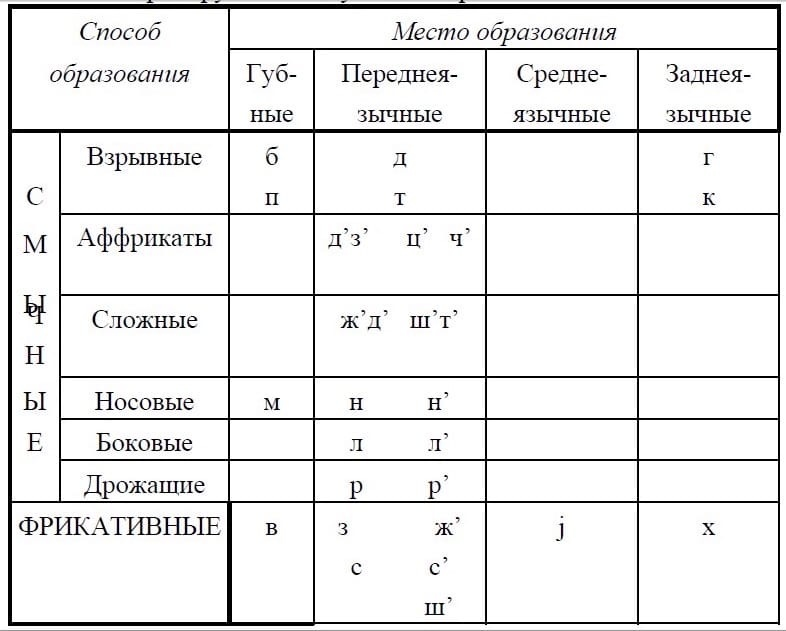 Способ образования
Место образования
Губ-ные
Переднея-зычные
Средне-язычные
Заднея-зычные
СМЫЧНЫЕ
Взрывные
б
д
г
п
т
к
Аффрикаты
д’з’ ц’ ч’
Сложные
ж’д’ ш’т’
Носовые
м
н н’
Боковые
л л’
Дрожащие
р р’
ФРИКАТИВНЫЕ
в
з ж’
j
х
с с’
ш’